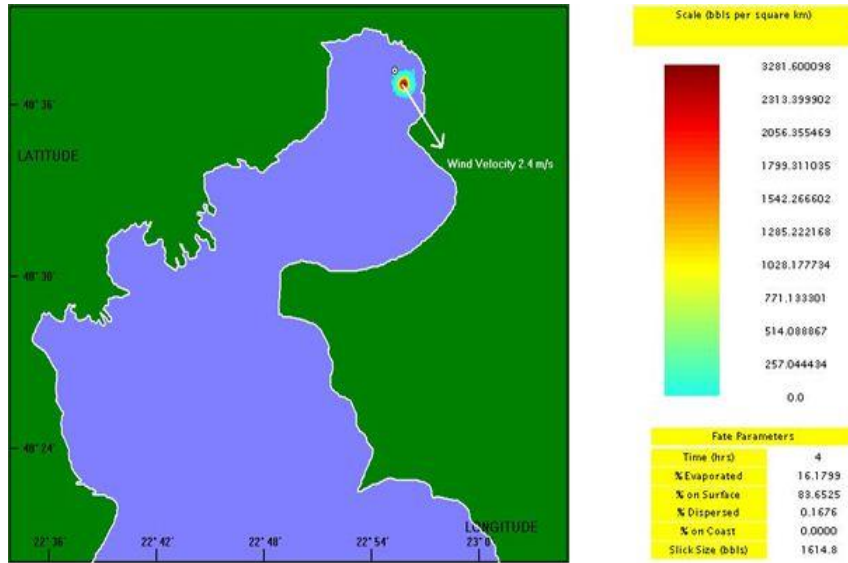 40° 36'
LATITUDE
Wind Velocity 2.4 m/s
40° 30'
40° 24'
LONGITUDE
22° 36' 22° 42' 22° 48' 22° 54' 23° 0'
Scale (bbls per square km)
3281.600098
2313.399902
2056.355469
1799.311035
1542.266602
1285.222168
1028.177734
771.133301
514.088867
257.044434
0.0
Fate Parameters
Time (hrs) 4
% Evaporated 16.1799
% on Surface 83.6525
% Dispersed 0.1676
% on Coast 0.0000
Slick Size (bbls) 1614.8